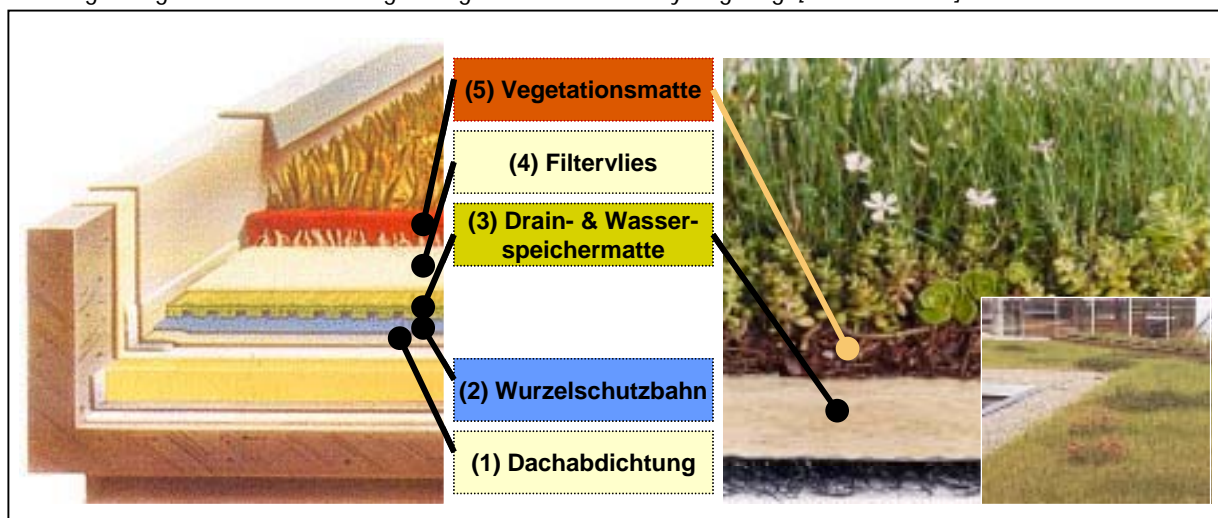 (5) Vegetationsmatte
(4) Filtervlies
(3) Drain- & Wasser-
speichermatte
(2) Wurzelschutzbahn
(1) Dachabdichtung